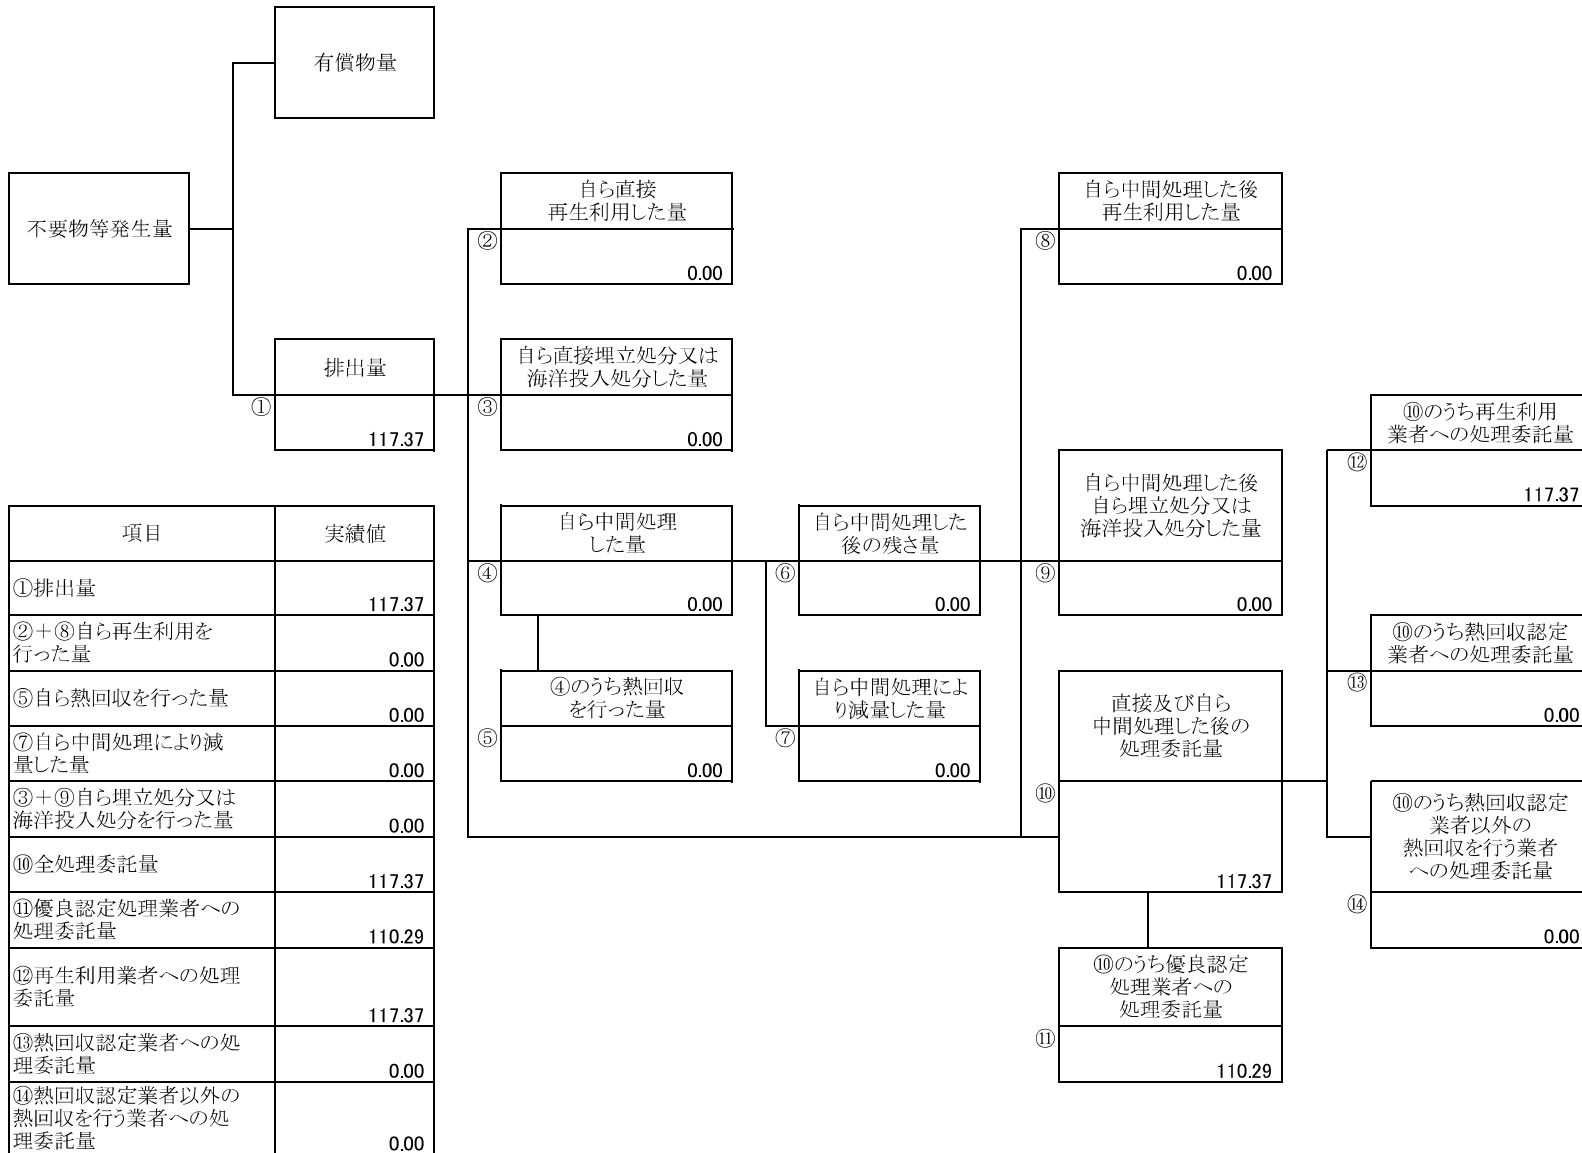 有償物量
不要物等発生量
排出量
①
117.37
自ら直接
再生利用した量
②
0.00
自ら直接埋立処分又は
海洋投入処分した量
③
0.00
自ら中間処理
した量
④
0.00
④のうち熱回収
を行った量
⑤
0.00
自ら中間処理した
後の残さ量
⑥
0.00
自ら中間処理によ
り減量した量
⑦
0.00
自ら中間処理した後
再生利用した量
⑧
0.00
自ら中間処理した後
自ら埋立処分又は
海洋投入処分した量
⑨
0.00
直接及び自ら
中間処理した後の
処理委託量
⑩
117.37
⑩のうち優良認定
処理業者への
処理委託量
⑪
110.29
⑩のうち再生利用
業者への処理委託量
⑫
117.37
⑩のうち熱回収認定
業者への処理委託量
⑬
0.00
⑩のうち熱回収認定
業者以外の
熱回収を行う業者
への処理委託量
⑭
0.00
項目 実績値
①排出量
117.37
②＋⑧自ら再生利用を
行った量
0.00
⑤自ら熱回収を行った量
0.00
⑦自ら中間処理により減
量した量
0.00
③＋⑨自ら埋立処分又は
海洋投入処分を行った量
0.00
⑩全処理委託量
117.37
⑪優良認定処理業者への
処理委託量
110.29
⑫再生利用業者への処理
委託量
117.37
⑬熱回収認定業者への処
理委託量
0.00
⑭熱回収認定業者以外の
熱回収を行う業者への処
理委託量
0.00